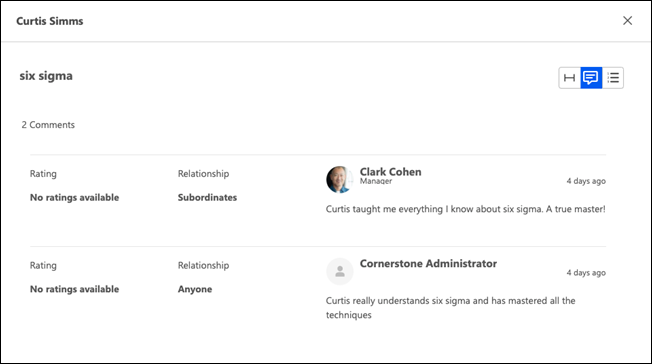 Curtis Simms
six sigma
2 Comments
Rating
Relationship
Clark Cohen
Manager
4 days ago
No ratings available
Subordinates
Curtis taught me everything I know about six sigma. A true master!
Rating
Relationship
Cornerstone Administrator
4 days ago
No ratings available
Anyone
Curtis really understands six sigma and has mastered all the
techniques